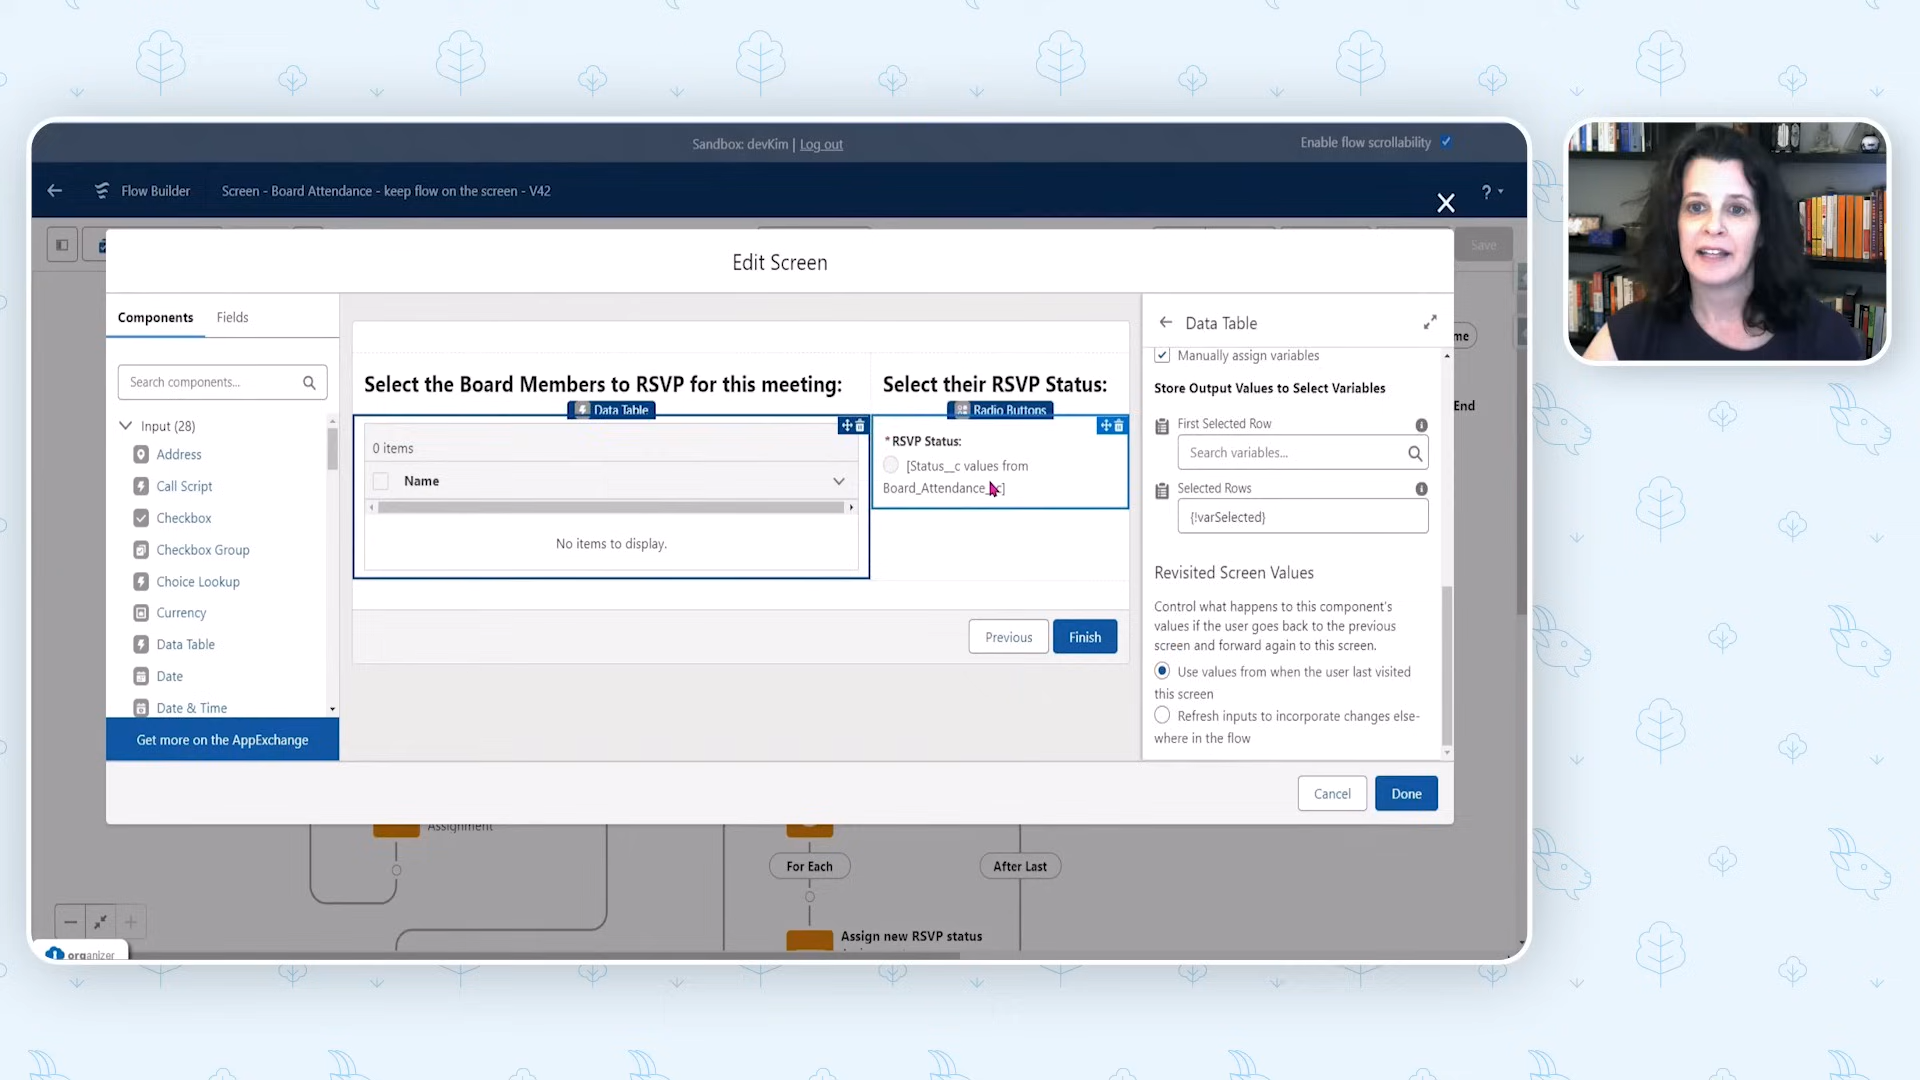 Sandbox: devKim | Log out
Enable flow scrollability
Flow Builder
Screen - Board Attendance - keep flow on the screen - V42
?
Save
Edit Screen
Components
Fields
Search components...
Input (28)
Address
Call Script
Checkbox
Checkbox Group
Choice Lookup
Currency
Data Table
Date
Date & Time
Get more on the AppExchange
Select the Board Members to RSVP for this meeting:
Data Table
0 items
Name
No items to display.
Select their RSVP Status:
Radio Buttons
* RSVP Status:
[Status__c values from
Board_Attendance__c]
Previous
Finish
Data Table
Manually assign variables
Store Output Values to Select Variables
First Selected Row
Search variables...
Selected Rows
{!varSelected}
Revisited Screen Values
Control what happens to this component's
values if the user goes back to the previous
screen and forward again to this screen.
Use values from when the user last visited
this screen
Refresh inputs to incorporate changes else-
where in the flow
Cancel
Done
me
End
Assignment
For Each
After Last
Assign new RSVP status
organizer